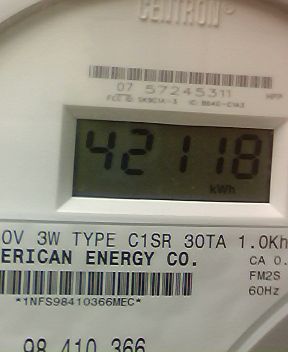 CENTRON®
07 57245311
42118
kWh
0V 3W TYPE C1SR 30TA 1.0Kh
ERICAN ENERGY CO.
CA 0.
FM2S
60Hz
*1NFS98410366MEC*
98 410 366